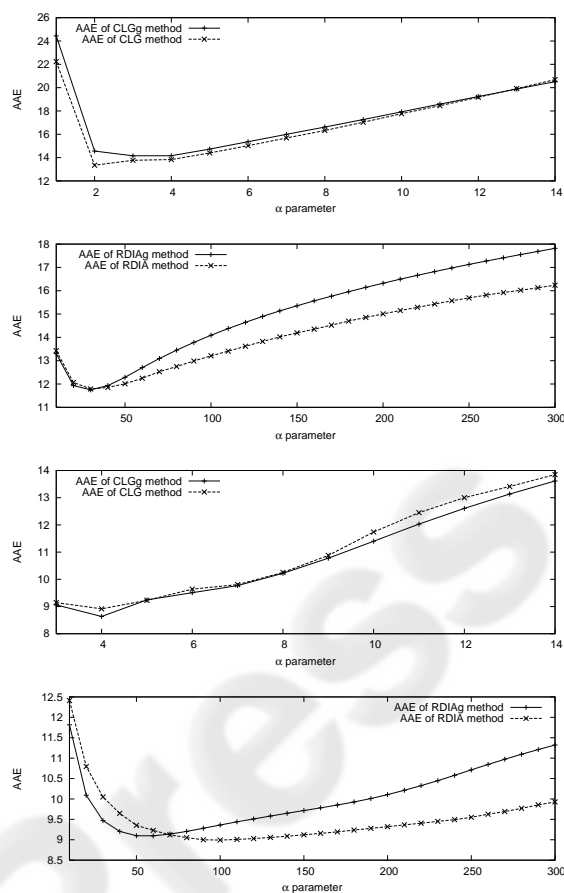 26
24
22
20
18
16
14
12
AAE
AAE of CLGg method
AAE of CLG method
2 4 6 8 10 12 14
α parameter
18
17
16
15
14
13
12
11
AAE
AAE of RDIAg method
AAE of RDIA method
50 100 150 200 250 300
α parameter
14
13
12
11
10
9
8
AAE
AAE of CLGg method
AAE of CLG method
4 6 8 10 12 14
α parameter
12.5
12
11.5
11
10.5
10
9.5
9
8.5
AAE
AAE of RDIAg method
AAE of RDIA method
50 100 150 200 250 300
α parameter
press